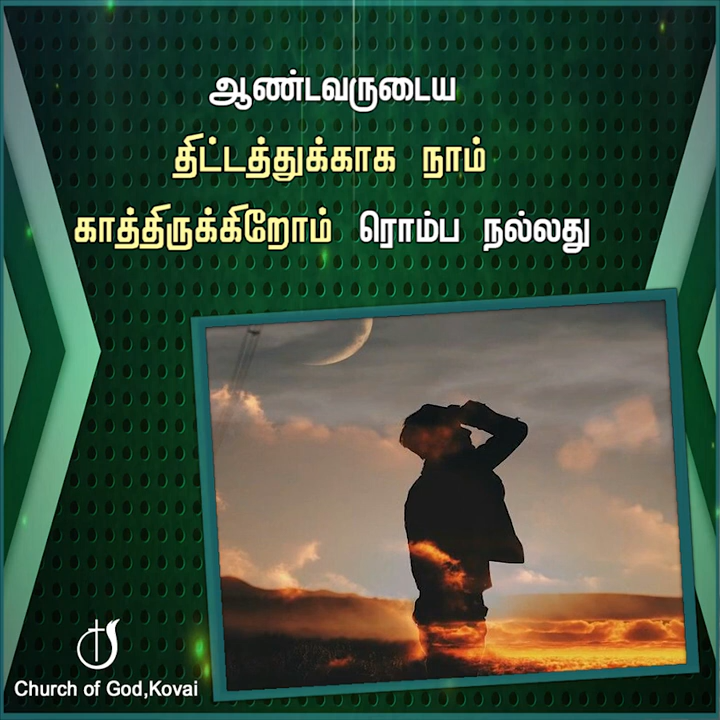 ஆண்டவருடைய
திட்டத்துக்காக நாம்
காத்திருக்கிறோம் ரொம்ப நல்லது
Church of God,Kovai